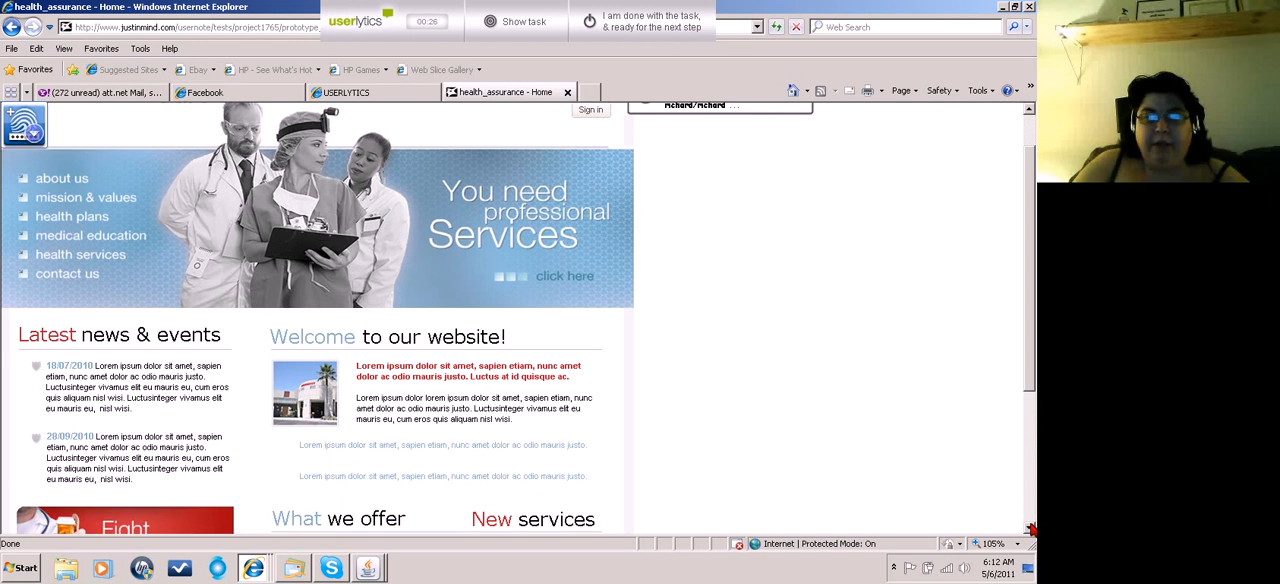 health_assurance - Home - Windows Internet Explorer
http://www.justinmind.com/usernote/tests/project1765/prototype_
userlytics
00:26
Show task
I am done with the task,
& ready for the next step
Web Search
File Edit View Favorites Tools Help
Favorites Suggested Sites Ebay HP - See What's Hot HP Games Web Slice Gallery
(272 unread) att.net Mail, s... Facebook USERLYTICS health_assurance - Home
Page Safety Tools
Sign in
richard/richard ...
about us
mission & values
health plans
medical education
health services
contact us
You need
professional
Services
click here
Latest news & events
18/07/2010 Lorem ipsum dolor sit amet, sapien
etiam, nunc amet dolor ac odio mauris justo.
Luctusinteger vivamus elit eu mauris eu, cum eros
quis aliquam nisl wisi. Luctusinteger vivamus elit
eu mauris eu, nisl wisi.
28/09/2010 Lorem ipsum dolor sit amet, sapien
etiam, nunc amet dolor ac odio mauris justo.
Luctusinteger vivamus elit eu mauris eu, cum eros
quis aliquam nisl wisi. Luctusinteger vivamus elit
eu mauris eu, nisl wisi.
Fight
Welcome to our website!
Lorem ipsum dolor sit amet, sapien etiam, nunc amet
dolor ac odio mauris justo. Luctus at id quisque ac.
Lorem ipsum dolor lorem ipsum dolor sit amet, nunc
amet dolor ac odio mauris justo. Luctusinteger vivamus
elit eu mauris eu, cum eros quis aliquam nisl wisi.
Lorem ipsum dolor sit amet, sapien etiam, nunc amet dolor ac odio mauris justo.
Lorem ipsum dolor sit amet, sapien etiam, nunc amet dolor ac odio mauris justo.
What we offer
New services
Done
Internet | Protected Mode: On
105%
Start
6:12 AM
5/6/2011